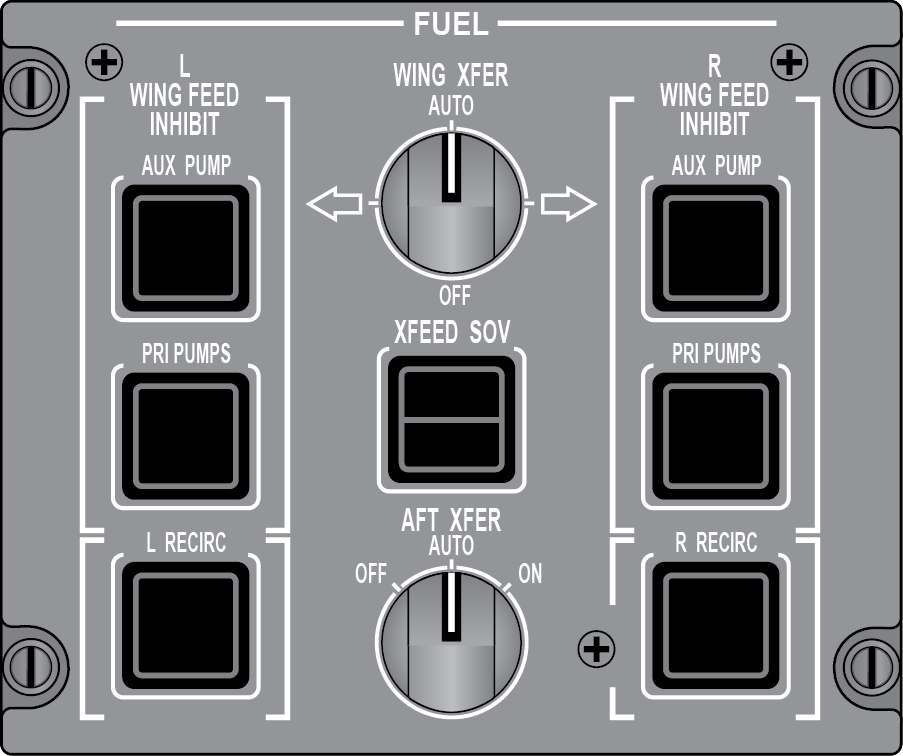 FUEL
L
WING FEED
INHIBIT
AUX PUMP
PRI PUMPS
L RECIRC
WING XFER
AUTO
OFF
XFEED SOV
AFT XFER
AUTO
OFF
ON
R
WING FEED
INHIBIT
AUX PUMP
PRI PUMPS
R RECIRC